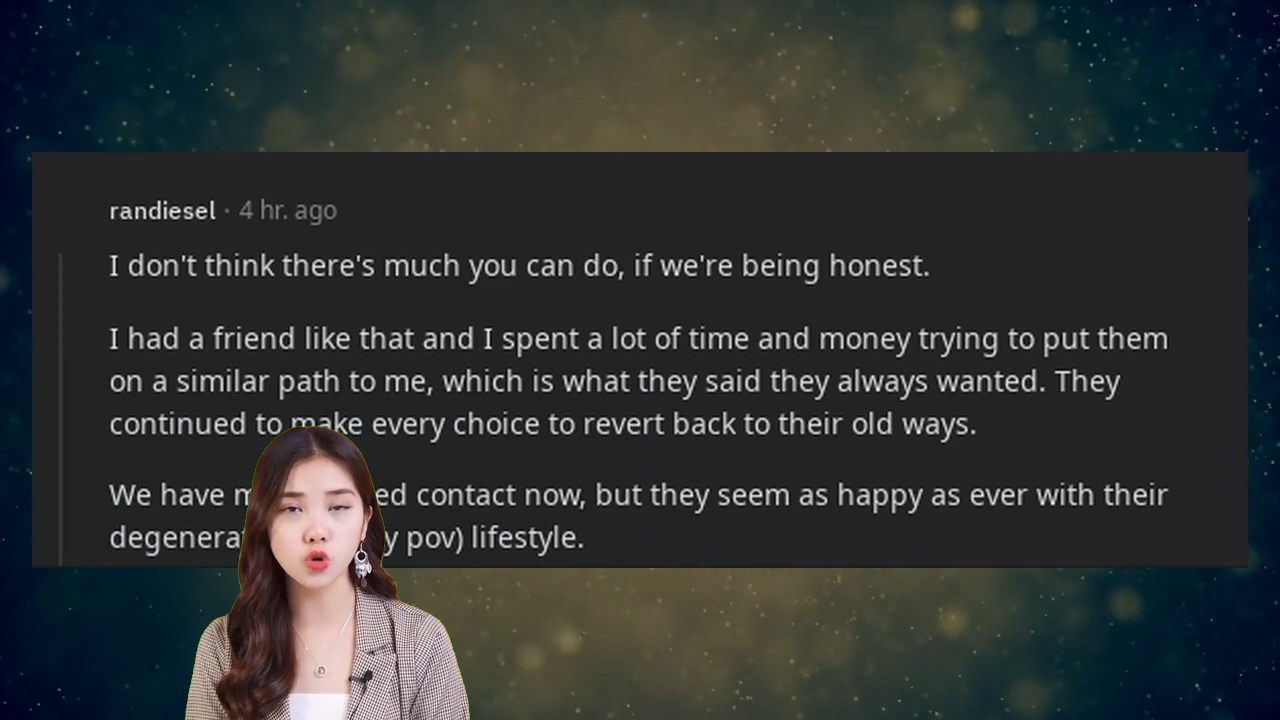 randiesel · 4 hr. ago
I don't think there's much you can do, if we're being honest.
I had a friend like that and I spent a lot of time and money trying to put them
on a similar path to me, which is what they said they always wanted. They
continued to make every choice to revert back to their old ways.
We have contact now, but they seem as happy as ever with their
pov) lifestyle.